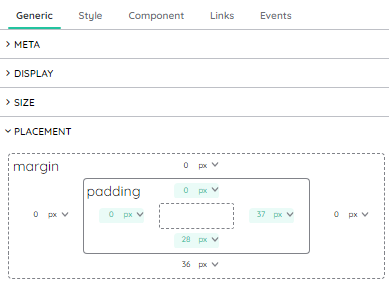 Generic Style Component Links Events
META
DISPLAY
SIZE
PLACEMENT
margin 0 px
padding 0 px
0 px 0 px 37 px 0 px
28 px
36 px